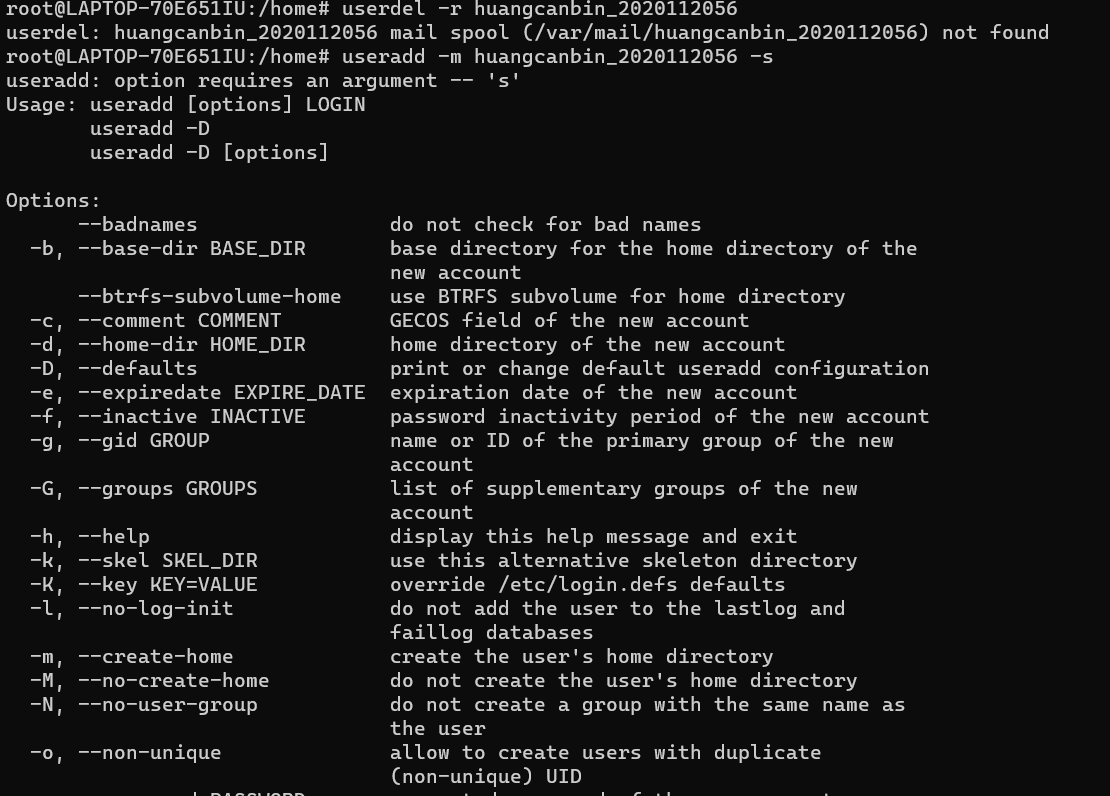 root@LAPTOP-70E651IU:/home# userdel -r huangcanbin_2020112056
userdel: huangcanbin_2020112056 mail spool (/var/mail/huangcanbin_2020112056) not found
root@LAPTOP-70E651IU:/home# useradd -m huangcanbin_2020112056 -s
useradd: option requires an argument -- 's'
Usage: useradd [options] LOGIN
       useradd -D
       useradd -D [options]

Options:
      --badnames                do not check for bad names
  -b, --base-dir BASE_DIR       base directory for the home directory of the
                                new account
      --btrfs-subvolume-home    use BTRFS subvolume for home directory
  -c, --comment COMMENT         GECOS field of the new account
  -d, --home-dir HOME_DIR       home directory of the new account
  -D, --defaults                print or change default useradd configuration
  -e, --expiredate EXPIRE_DATE  expiration date of the new account
  -f, --inactive INACTIVE       password inactivity period of the new account
  -g, --gid GROUP               name or ID of the primary group of the new
                                account
  -G, --groups GROUPS           list of supplementary groups of the new
                                account
  -h, --help                    display this help message and exit
  -k, --skel SKEL_DIR           use this alternative skeleton directory
  -K, --key KEY=VALUE           override /etc/login.defs defaults
  -l, --no-log-init             do not add the user to the lastlog and
                                faillog databases
  -m, --create-home             create the user's home directory
  -M, --no-create-home          do not create the user's home directory
  -N, --no-user-group           do not create a group with the same name as
                                the user
  -o, --non-unique              allow to create users with duplicate
                                (non-unique) UID